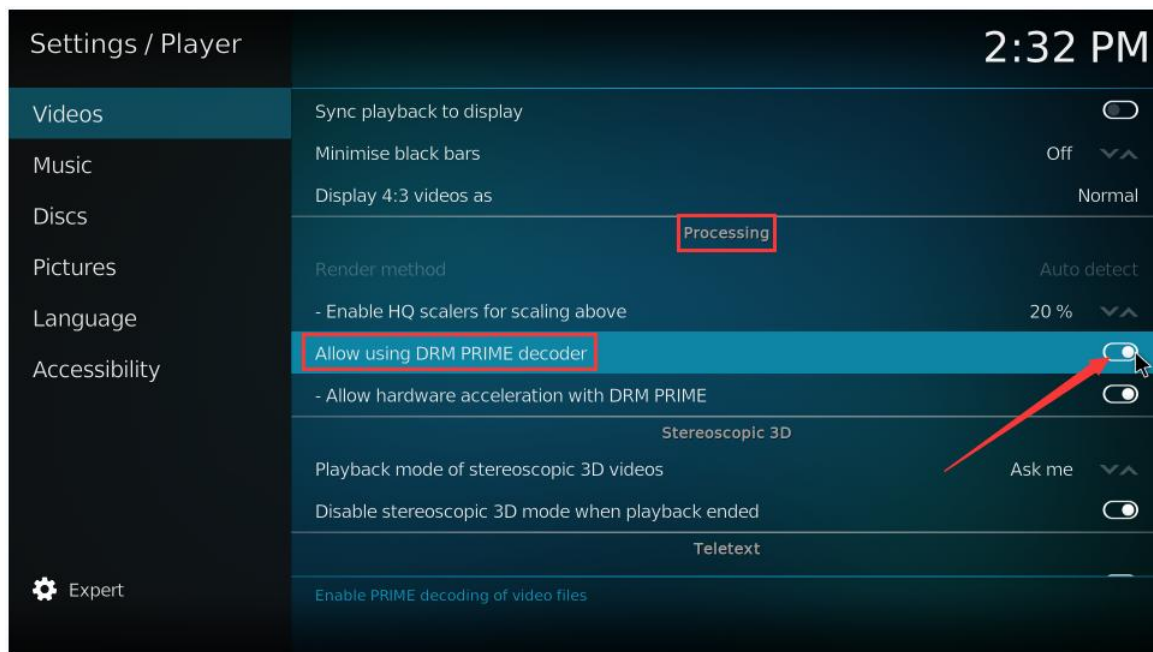 Settings / Player
2:32 PM
Videos
Music
Discs
Pictures
Language
Accessibility
Expert
Sync playback to display
Minimise black bars Off
Display 4:3 videos as Normal
Processing
Render method Auto detect
- Enable HQ scalers for scaling above 20 %
Allow using DRM PRIME decoder
- Allow hardware acceleration with DRM PRIME
Stereoscopic 3D
Playback mode of stereoscopic 3D videos Ask me
Disable stereoscopic 3D mode when playback ended
Teletext
Enable PRIME decoding of video files